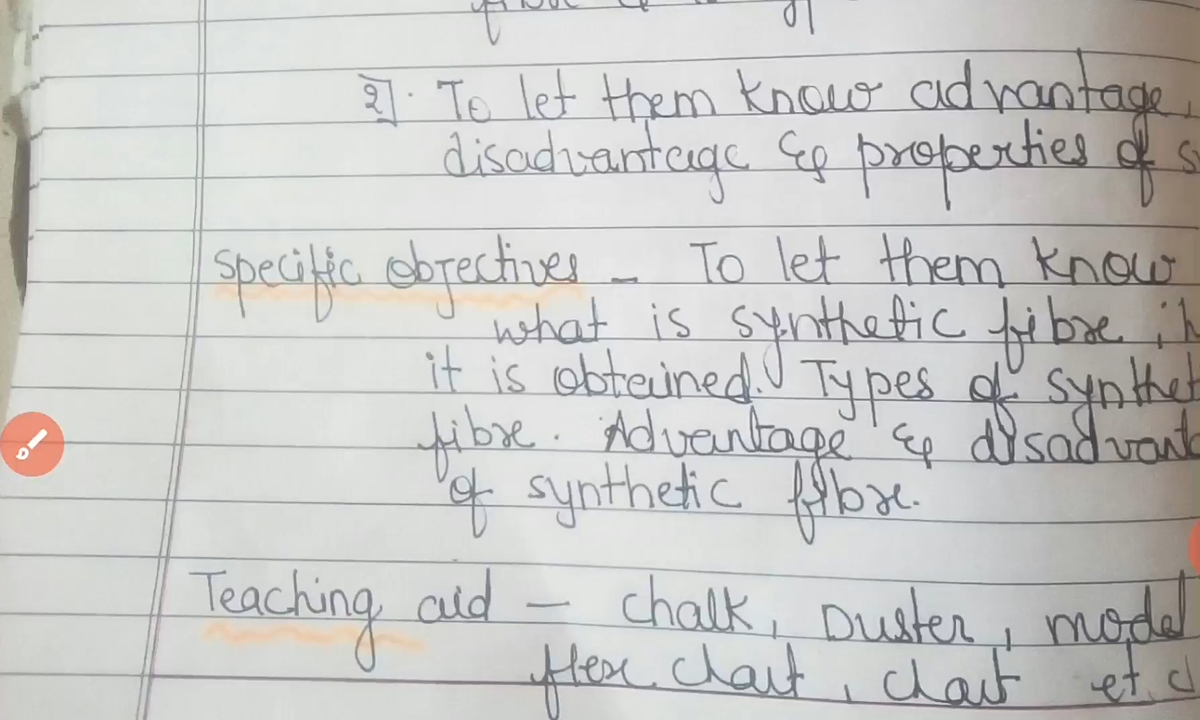 2]. To let them know advantage,
disadvantage & properties of
Specific objectives - To let them know
what is synthetic fibre,
it is obtained. Types of synthet
fibre. Advantage & disadvant
of synthetic fibre.
Teaching aid - Chalk, Duster, model
flex chart, chart etc